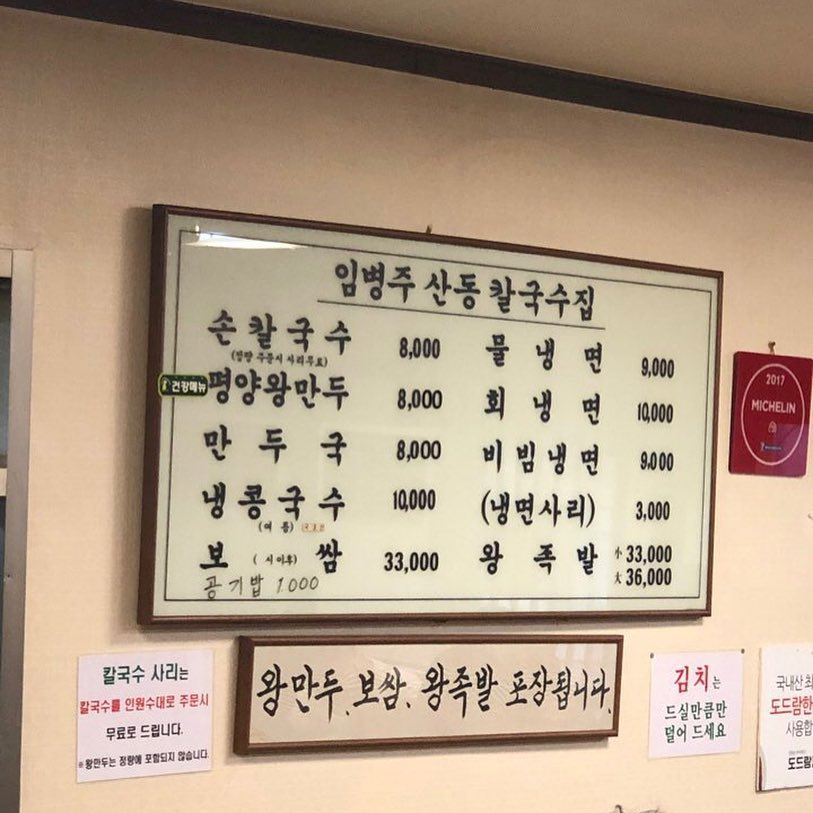 임병주 산동 칼국수집
손칼국수 8,000
(정량 주문시 사리무료)
건강메뉴 평양왕만두 8,000
만두국 8,000
냉콩국수 10,000
(여름)
보 ( 시이후) 쌈 33,000
공기밥 1000
물냉면 9,000
회냉면 10,000
비빔냉면 9,000
(냉면사리) 3,000
왕족발 小 33,000
大 36,000
2017
MICHELIN
왕만두, 보쌈, 왕족발 포장됩니다.
칼국수 사리는
칼국수를 인원수대로 주문시
무료로 드립니다.
※왕만두는 정량에 포함되지 않습니다.
김치는
드실만큼만
덜어 드세요
국내산 최
도드람한
사용합
도드람